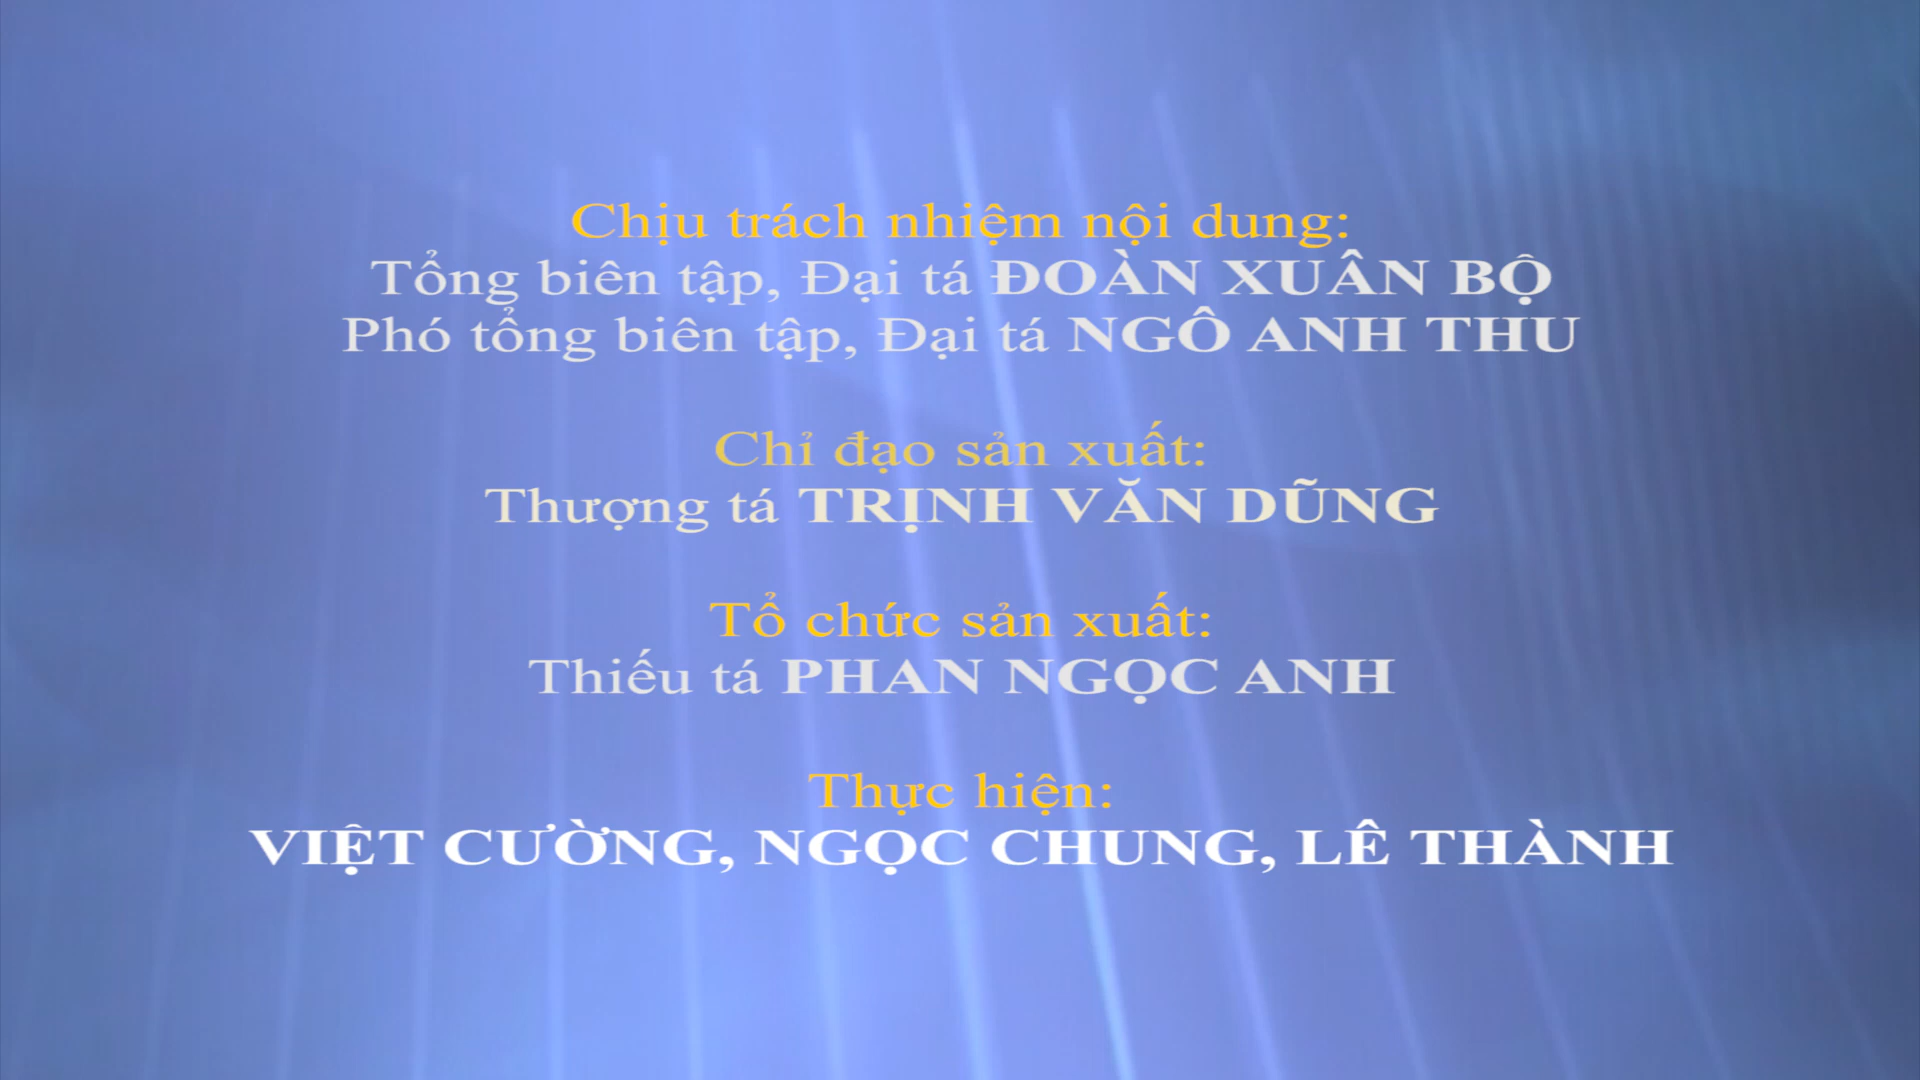 Chịu trách nhiệm nội dung:
Tổng biên tập, Đại tá ĐOÀN XUÂN BỘ
Phó tổng biên tập, Đại tá NGÔ ANH THU
Chỉ đạo sản xuất:
Thượng tá TRỊNH VĂN DŨNG
Tổ chức sản xuất:
Thiếu tá PHAN NGỌC ANH
Thực hiện:
VIỆT CƯỜNG, NGỌC CHUNG, LÊ THÀNH